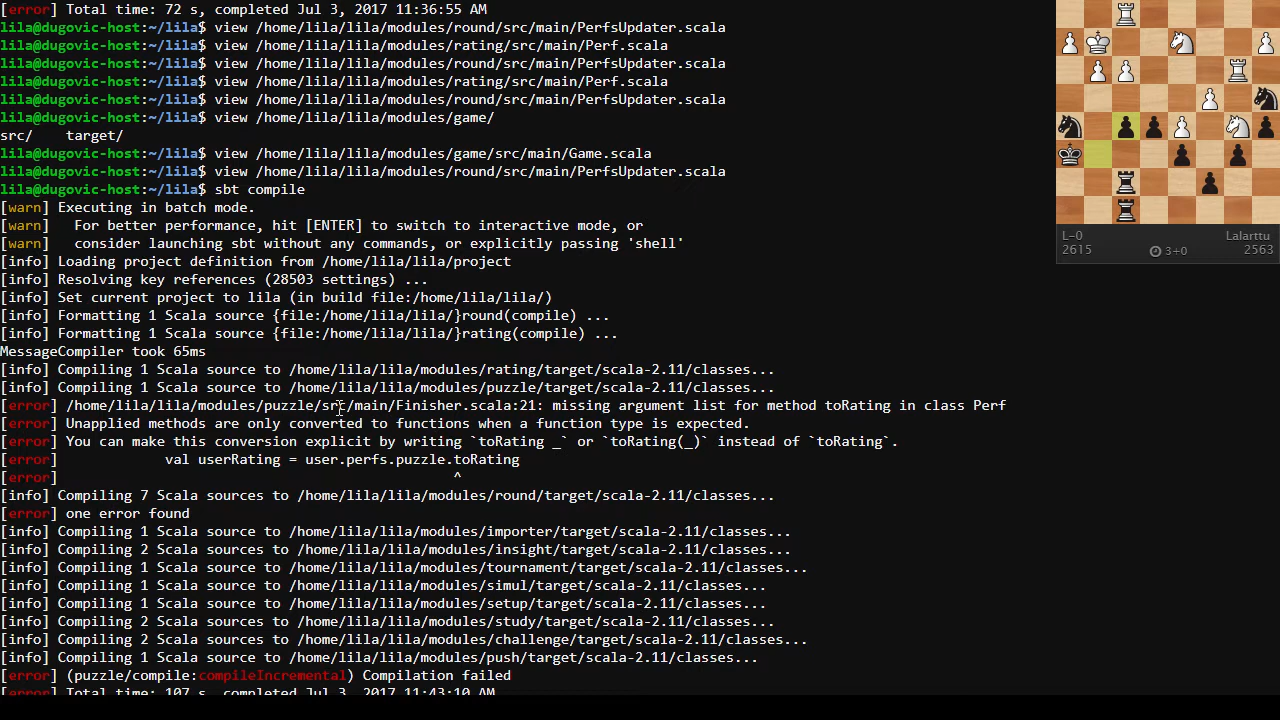 [error] Total time: 72 s, completed Jul 3, 2017 11:36:55 AM
lila@dugovic-host:~/lila$ view /home/lila/lila/modules/round/src/main/PerfsUpdater.scala
lila@dugovic-host:~/lila$ view /home/lila/lila/modules/rating/src/main/Perf.scala
lila@dugovic-host:~/lila$ view /home/lila/lila/modules/round/src/main/PerfsUpdater.scala
lila@dugovic-host:~/lila$ view /home/lila/lila/modules/rating/src/main/Perf.scala
lila@dugovic-host:~/lila$ view /home/lila/lila/modules/round/src/main/PerfsUpdater.scala
lila@dugovic-host:~/lila$ view /home/lila/lila/modules/game/
src/    target/
lila@dugovic-host:~/lila$ view /home/lila/lila/modules/game/src/main/Game.scala
lila@dugovic-host:~/lila$ view /home/lila/lila/modules/round/src/main/PerfsUpdater.scala
lila@dugovic-host:~/lila$ sbt compile
[warn] Executing in batch mode.
[warn]   For better performance, hit [ENTER] to switch to interactive mode, or
[warn]   consider launching sbt without any commands, or explicitly passing 'shell'
[info] Loading project definition from /home/lila/lila/project
[info] Resolving key references (28503 settings) ...
[info] Set current project to lila (in build file:/home/lila/lila/)
[info] Formatting 1 Scala source {file:/home/lila/lila/}round(compile) ...
[info] Formatting 1 Scala source {file:/home/lila/lila/}rating(compile) ...
MessageCompiler took 65ms
[info] Compiling 1 Scala source to /home/lila/lila/modules/rating/target/scala-2.11/classes...
[info] Compiling 1 Scala source to /home/lila/lila/modules/puzzle/target/scala-2.11/classes...
[error] /home/lila/lila/modules/puzzle/src/main/Finisher.scala:21: missing argument list for method toRating in class Perf
[error] Unapplied methods are only converted to functions when a function type is expected.
[error] You can make this conversion explicit by writing `toRating _` or `toRating(_)` instead of `toRating`.
[error]             val userRating = user.perfs.puzzle.toRating
[error]                                                ^
[info] Compiling 7 Scala sources to /home/lila/lila/modules/round/target/scala-2.11/classes...
[error] one error found
[info] Compiling 1 Scala source to /home/lila/lila/modules/importer/target/scala-2.11/classes...
[info] Compiling 2 Scala sources to /home/lila/lila/modules/insight/target/scala-2.11/classes...
[info] Compiling 1 Scala source to /home/lila/lila/modules/tournament/target/scala-2.11/classes...
[info] Compiling 1 Scala source to /home/lila/lila/modules/simul/target/scala-2.11/classes...
[info] Compiling 1 Scala source to /home/lila/lila/modules/setup/target/scala-2.11/classes...
[info] Compiling 2 Scala sources to /home/lila/lila/modules/study/target/scala-2.11/classes...
[info] Compiling 2 Scala sources to /home/lila/lila/modules/challenge/target/scala-2.11/classes...
[info] Compiling 1 Scala source to /home/lila/lila/modules/push/target/scala-2.11/classes...
[error] (puzzle/compile:compileIncremental) Compilation failed
[error] Total time: 107 s, completed Jul 3, 2017 11:43:10 AM
L-0 Lalarttu
2615 3+0 2563